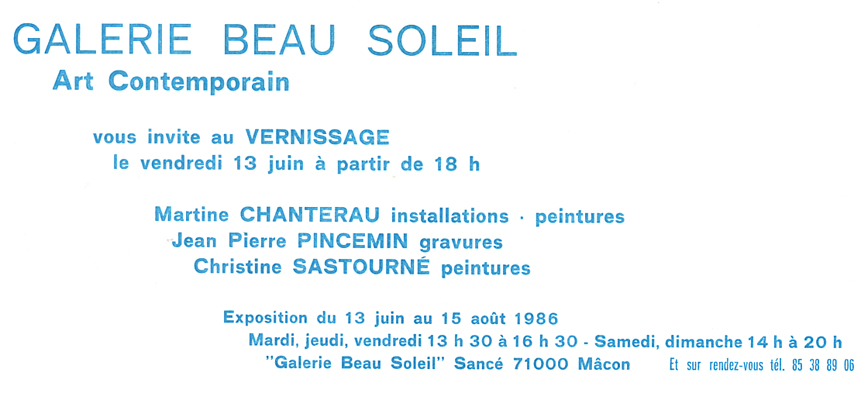 GALERIE BEAU SOLEIL
Art Contemporain
vous invite au VERNISSAGE
le vendredi 13 juin à partir de 18 h
Martine CHANTERAU installations · peintures
Jean Pierre PINCEMIN gravures
Christine SASTOURNÉ peintures
Exposition du 13 juin au 15 août 1986
Mardi, jeudi, vendredi 13 h 30 à 16 h 30 - Samedi, dimanche 14 h à 20 h
"Galerie Beau Soleil" Sancé 71000 Mâcon Et sur rendez-vous tél. 85 38 89 06